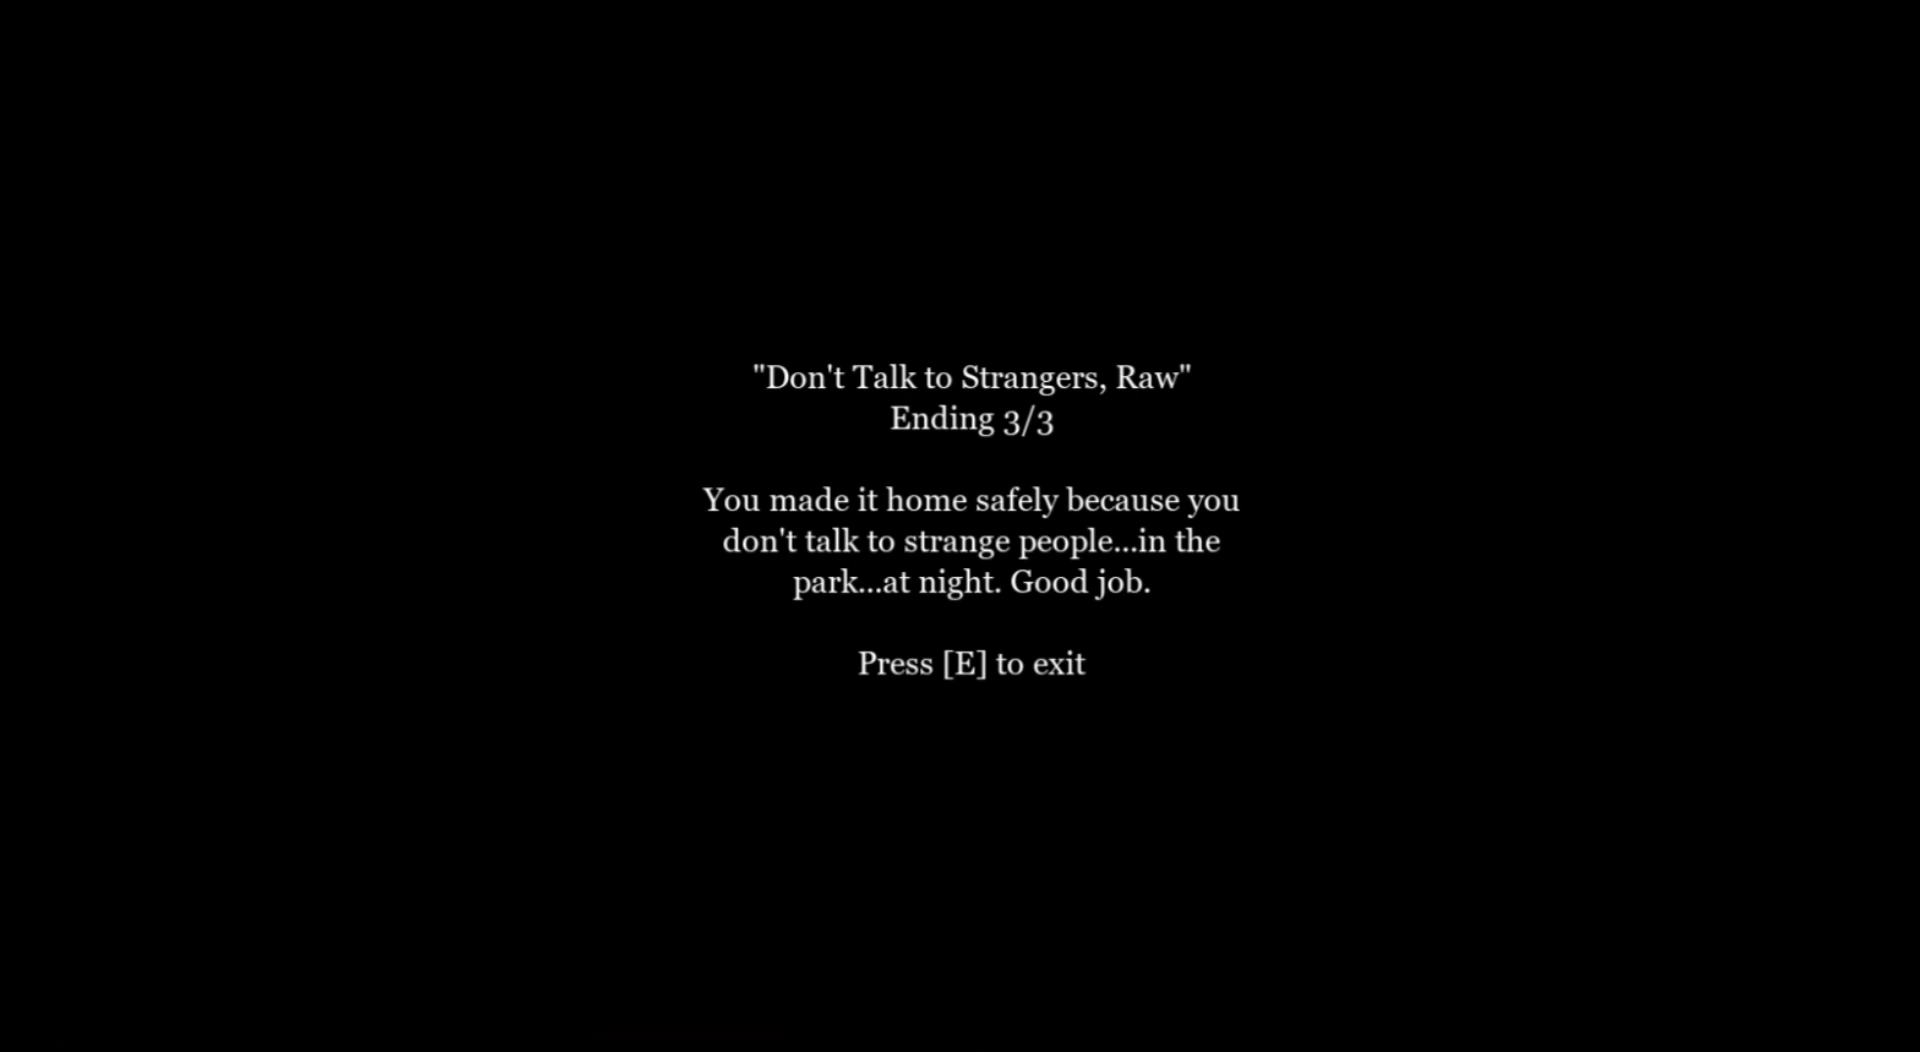 "Don't Talk to Strangers, Raw"
Ending 3/3
You made it home safely because you
don't talk to strange people...in the
park...at night. Good job.
Press [E] to exit